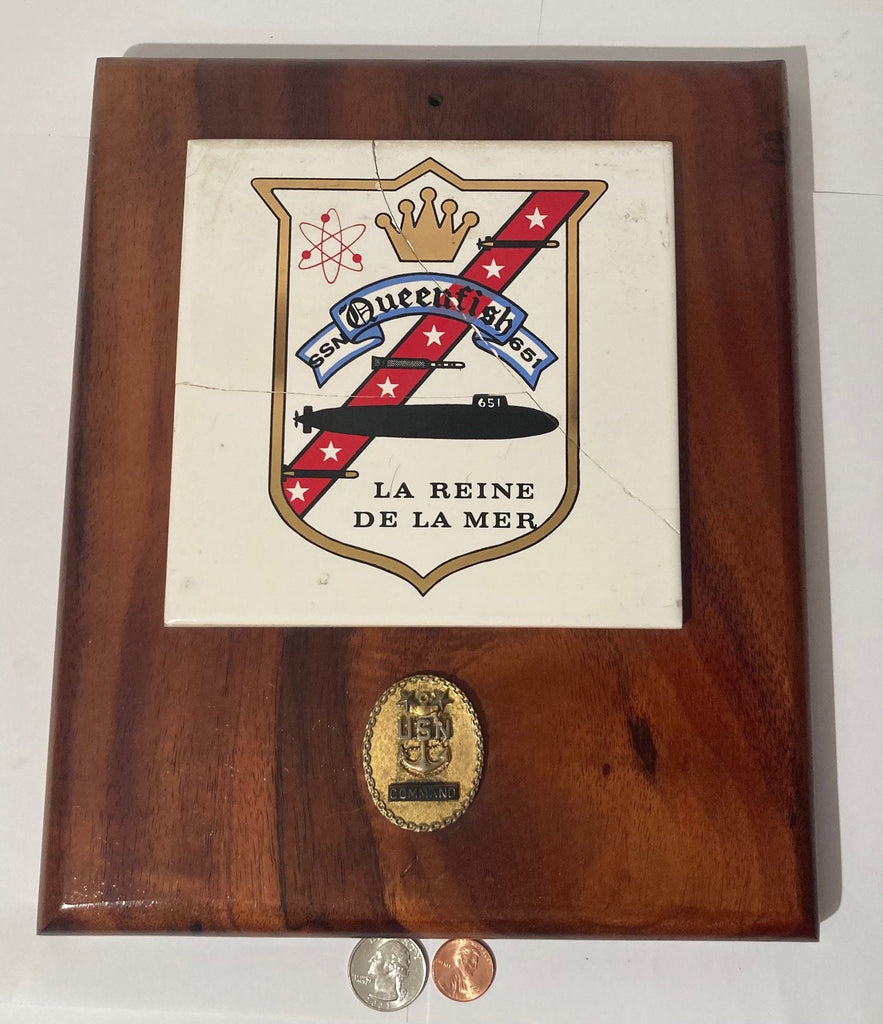 Queenfish
SSN 651
651
LA REINE
DE LA MER
USN
COMMAND